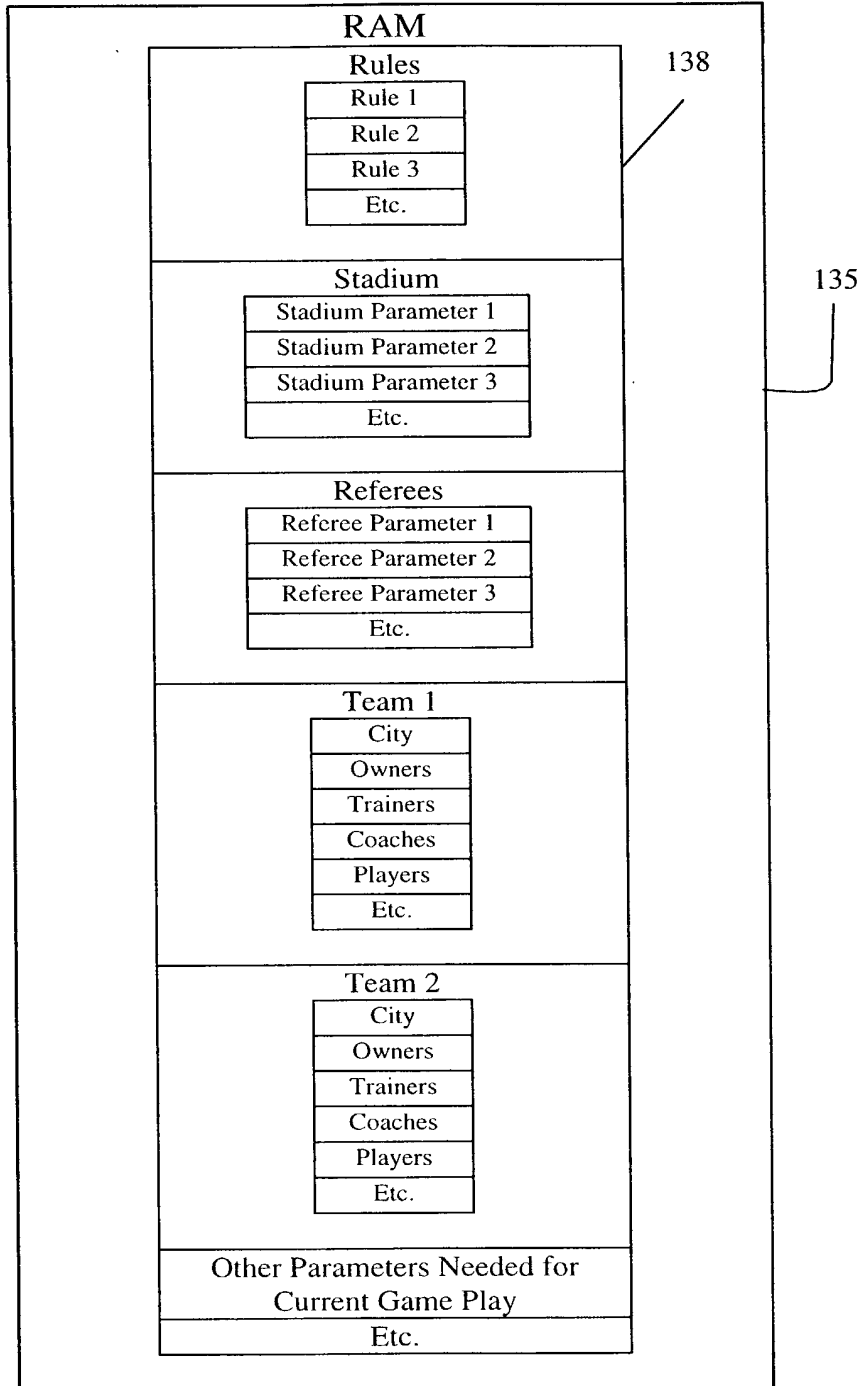 RAM
Rules
138
Rule 1
Rule 2
Rule 3
Etc.
Stadium
135
Stadium Parameter 1
Stadium Parameter 2
Stadium Parameter 3
Etc.
Referees
Referee Parameter 1
Referee Parameter 2
Referee Parameter 3
Etc.
Team 1
City
Owners
Trainers
Coaches
Players
Etc.
Team 2
City
Owners
Trainers
Coaches
Players
Etc.
Other Parameters Needed for
Current Game Play
Etc.